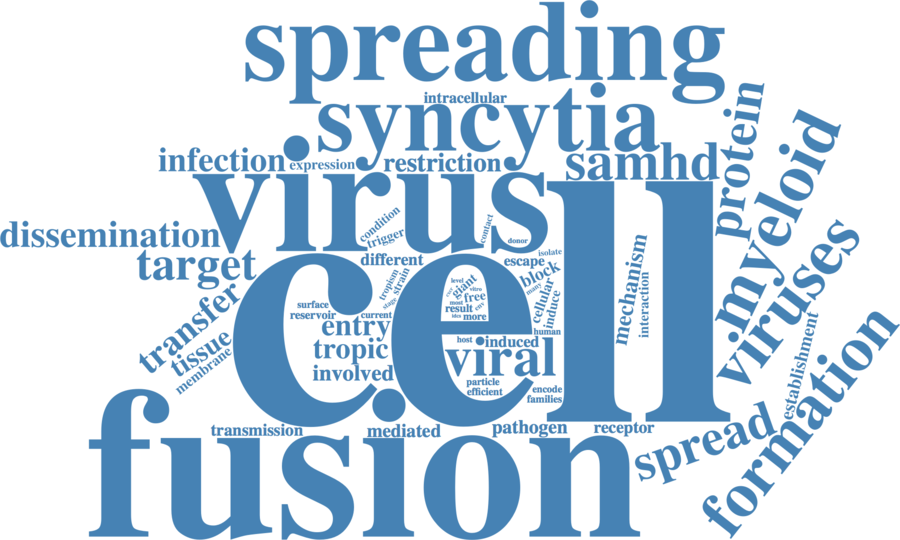 spreading
intracellular
syncytia
infection
expression
restriction
samhd
protein
myeloid
virus
dissemination
target
condition
trigger
contact
donor
isolate
different
escape
block
many
mechanism
interaction
viruses
transfer
tissue
membrane
cell
tropism
strain
stage
surface
reservoir
current
entry
tropic
involved
level
giant
vitro
free
most
result
more
cellular
induce
human
host
induced
viral
particle
efficient
encode
families
establishment
formation
spread
fusion
transmission
mediated
pathogen
receptor